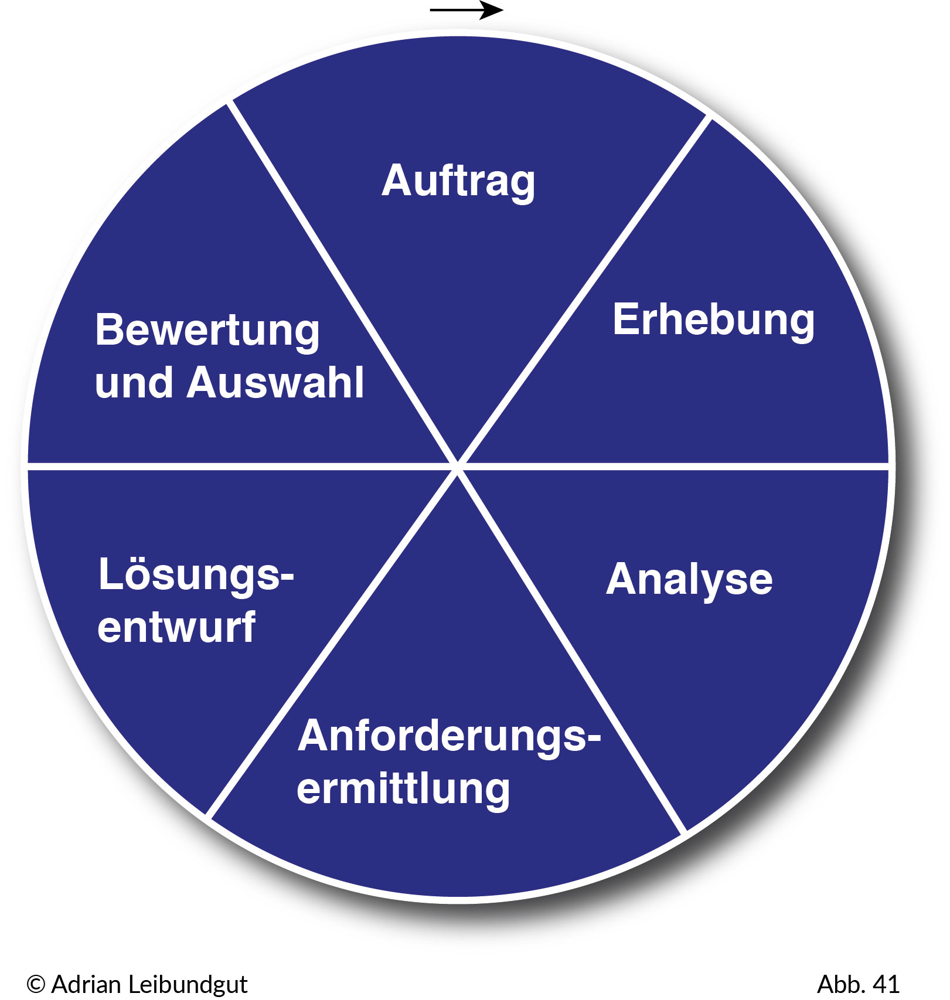 Auftrag
Erhebung
Analyse
Anforderungs-
ermittlung
Lösungs-
entwurf
Bewertung
und Auswahl
© Adrian Leibundgut
Abb. 41